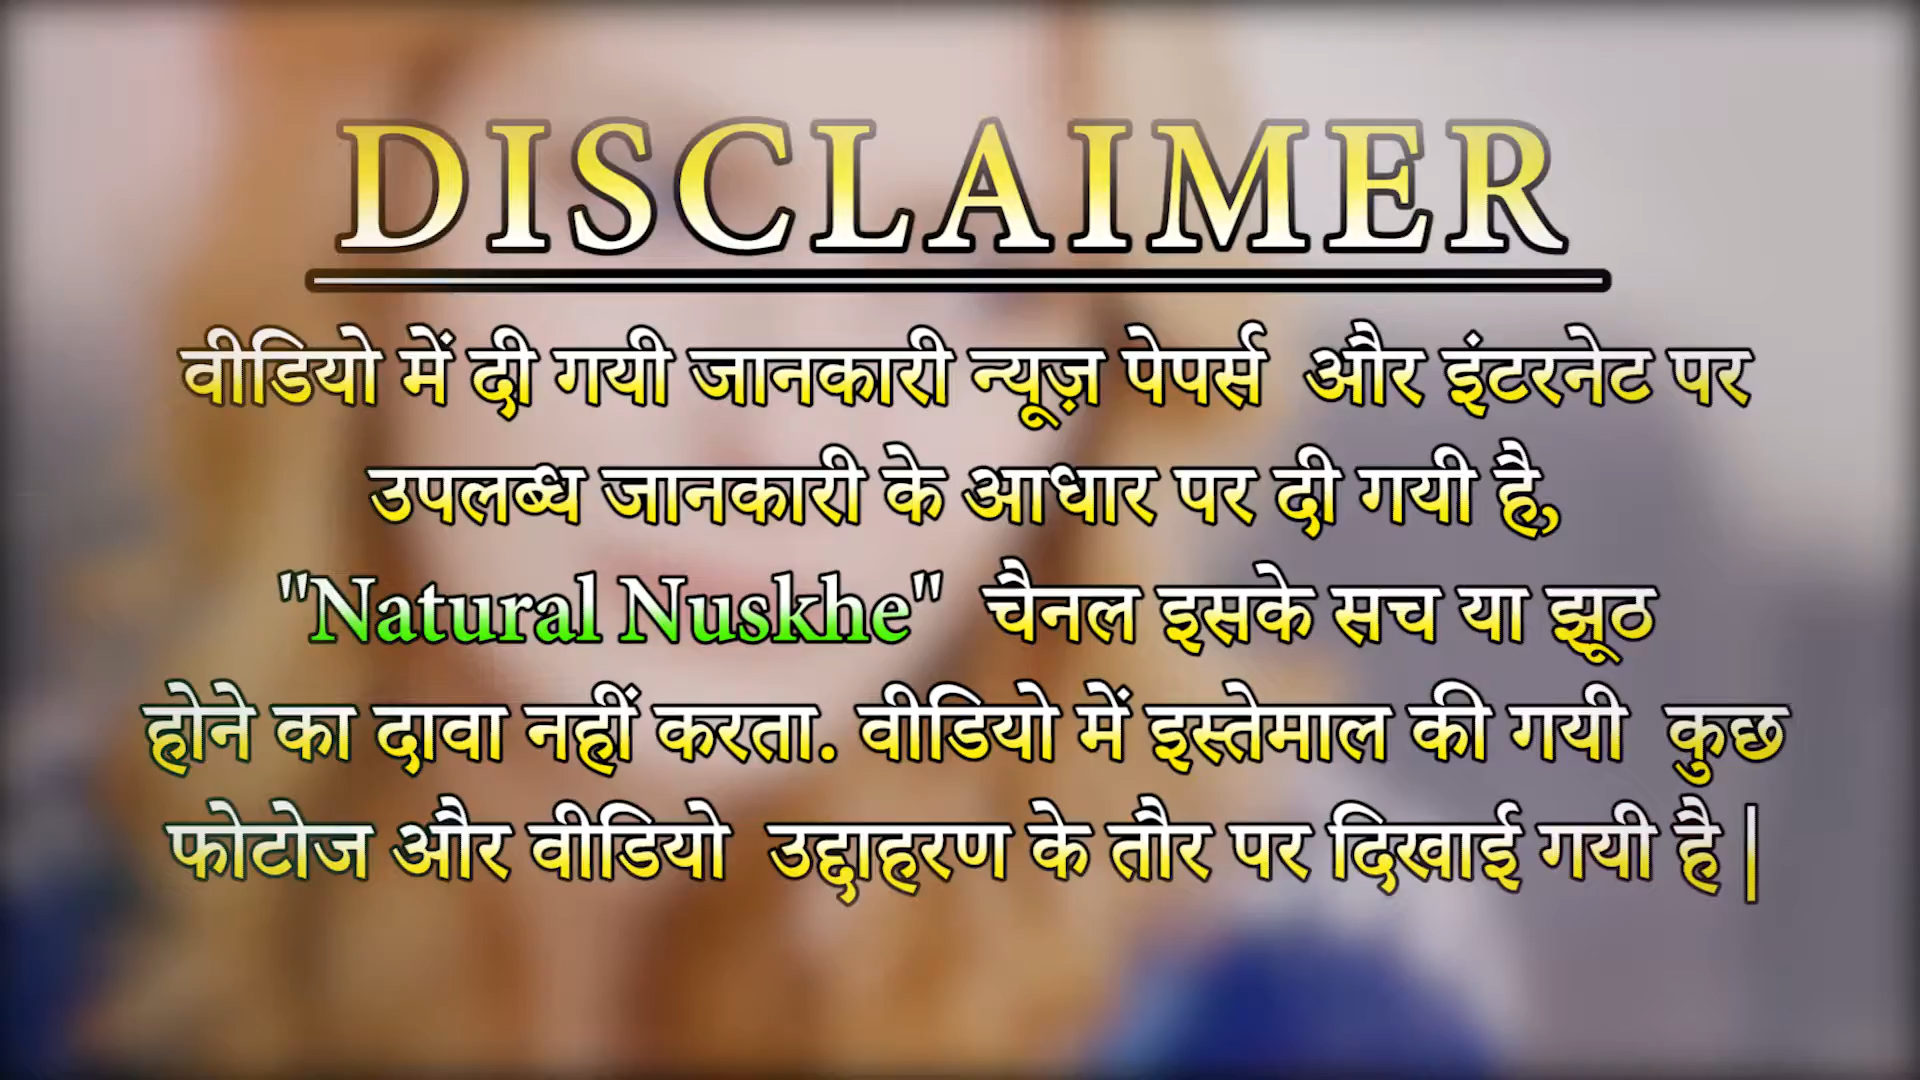 DISCLAIMER
वीडियो में दी गयी जानकारी न्यूज़ पेपर्स और इंटरनेट पर
उपलब्ध जानकारी के आधार पर दी गयी है,
"Natural Nuskhe" चैनल इसके सच या झूठ
होने का दावा नहीं करता. वीडियो में इस्तेमाल की गयी कुछ
फोटोज और वीडियो उद्दाहरण के तौर पर दिखाई गयी है |